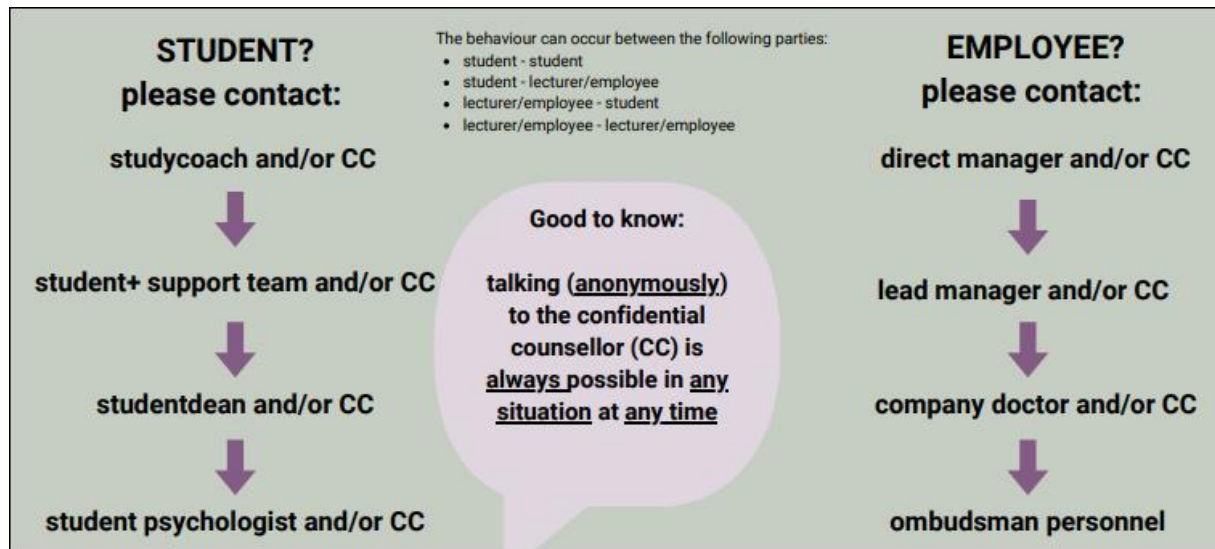 STUDENT?
please contact:
studycoach and/or CC
student+ support team and/or CC
studentdean and/or CC
student psychologist and/or CC
The behaviour can occur between the following parties:
• student - student
• student - lecturer/employee
• lecturer/employee - student
• lecturer/employee - lecturer/employee
Good to know:
talking (anonymously)
to the confidential
counsellor (CC) is
always possible in any
situation at any time
EMPLOYEE?
please contact:
direct manager and/or CC
lead manager and/or CC
company doctor and/or CC
ombudsman personnel